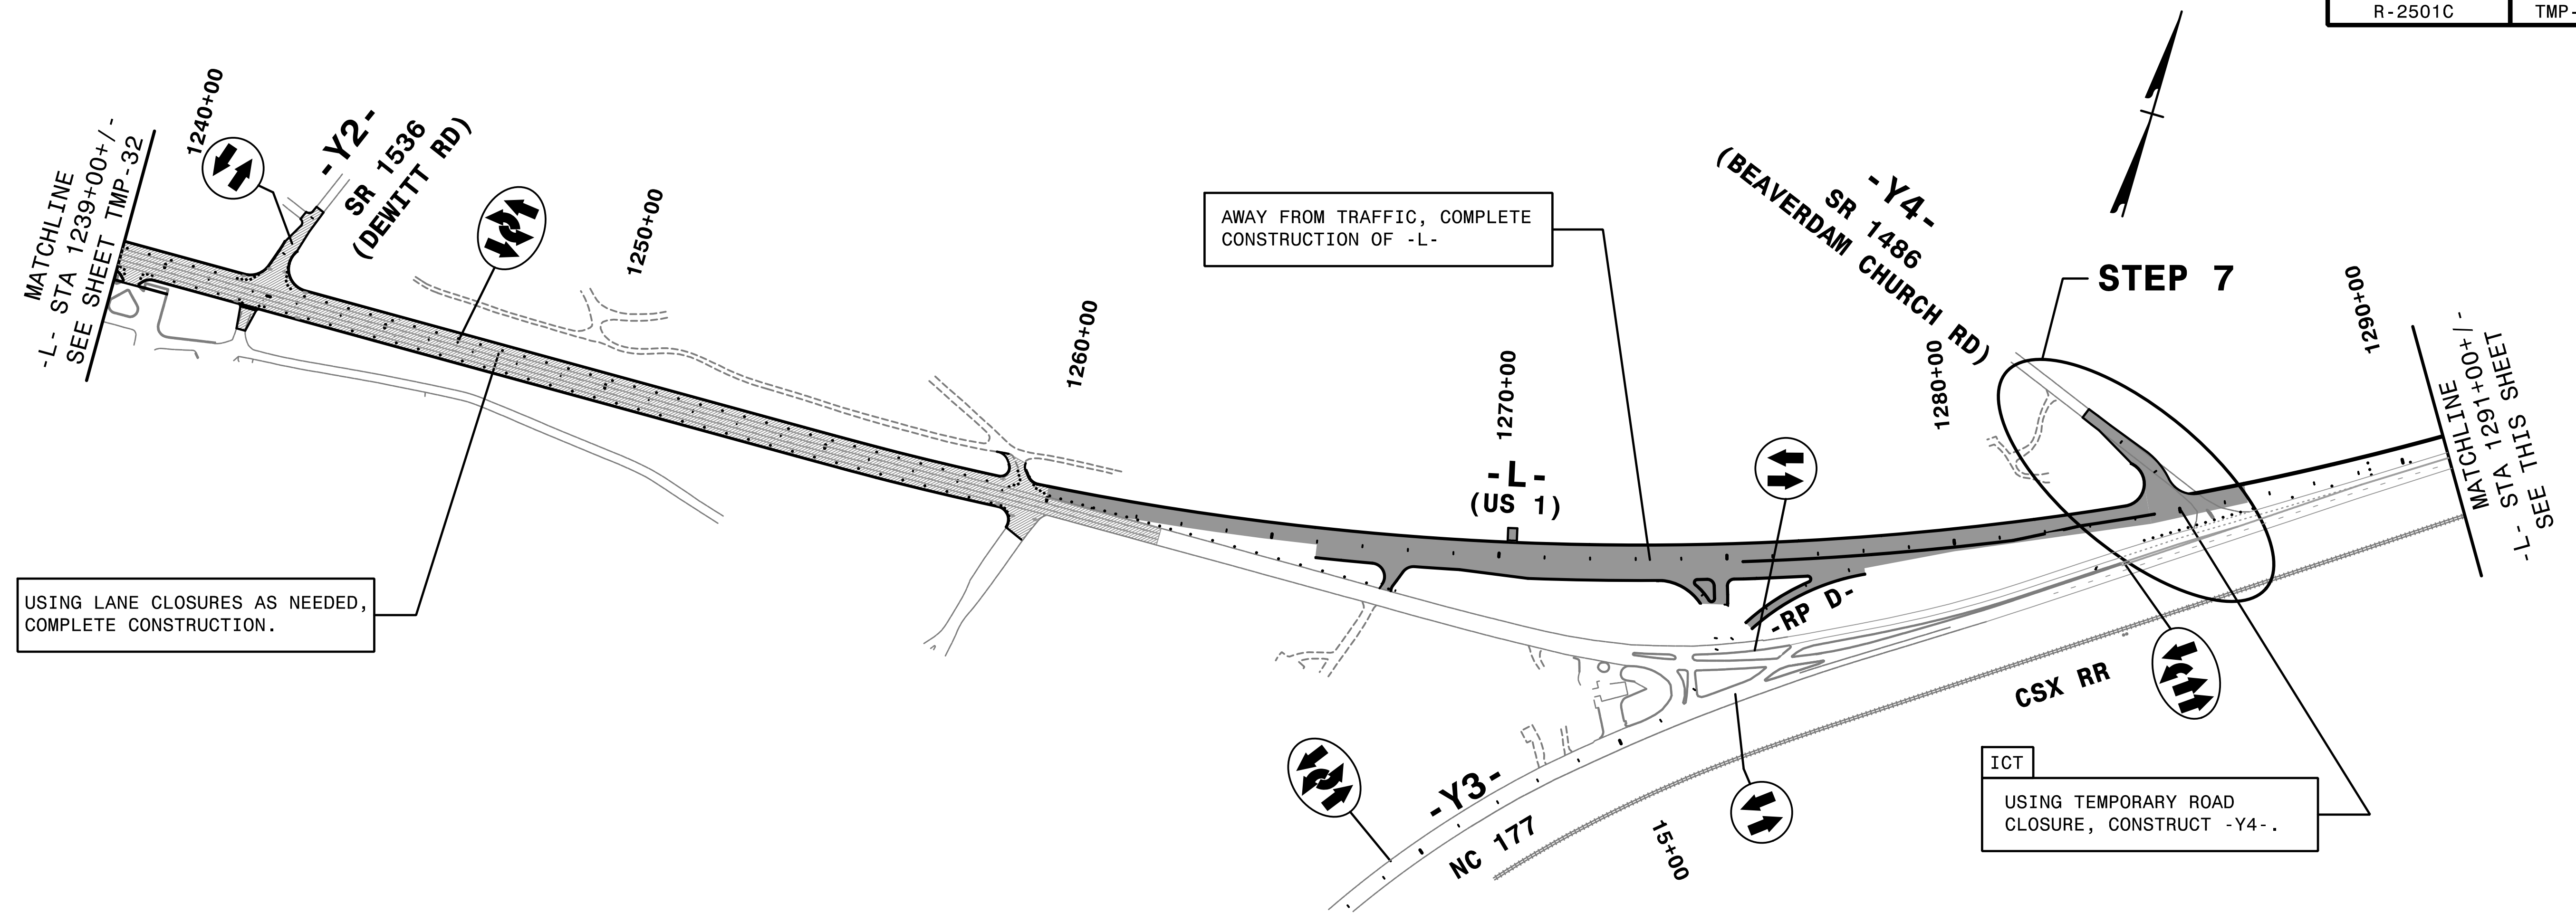 R-2501C
TMP-
1240+00
-Y2-
SR 1536
(DEWITT RD)
MATCHLINE
-L- STA 1239+00+/-
SEE SHEET TMP-32
1250+00
1260+00
AWAY FROM TRAFFIC, COMPLETE
CONSTRUCTION OF -L-
1270+00
-L-
(US 1)
-Y4-
SR 1486
(BEAVERDAM CHURCH RD)
1280+00
STEP 7
1290+00
MATCHLINE
-L- STA 1291+00+/-
SEE THIS SHEET
USING LANE CLOSURES AS NEEDED,
COMPLETE CONSTRUCTION.
-RP D-
CSX RR
-Y3-
NC 177
15+00
ICT
USING TEMPORARY ROAD
CLOSURE, CONSTRUCT -Y4-.